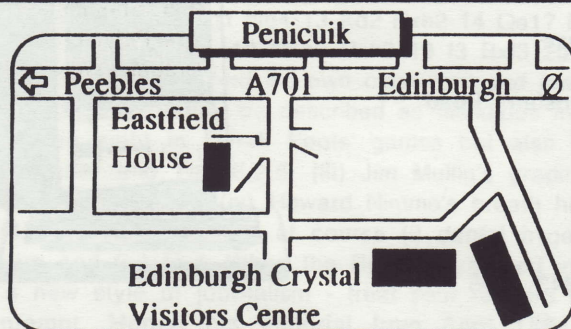 Penicuik
Peebles A701 Edinburgh
Eastfield
House
Edinburgh Crystal
Visitors Centre